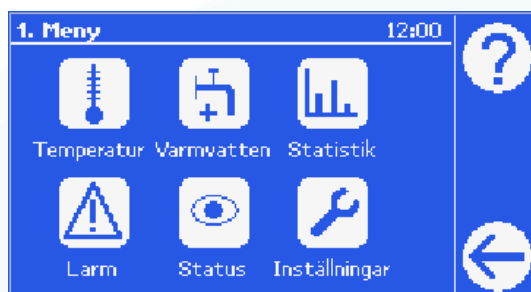 1. Meny 12:00
?
Temperatur Varmvatten Statistik
Larm Status Inställningar